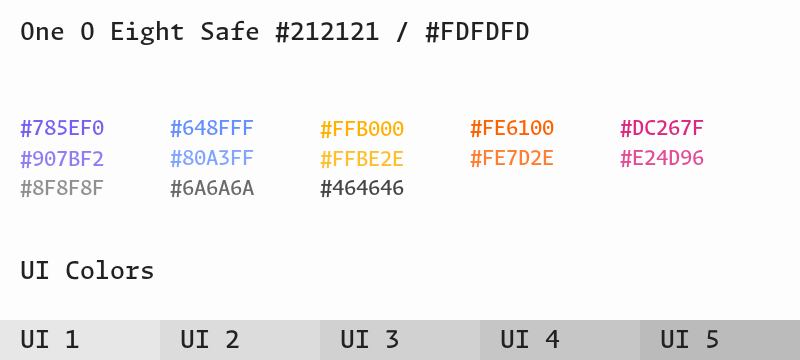 One O Eight Safe #212121 / #FDFDFD
#785EF0 #648FFF #FFB000 #FE6100 #DC267F
#907BF2 #80A3FF #FFBE2E #FE7D2E #E24D96
#8F8F8F #6A6A6A #464646
UI Colors
UI 1 UI 2 UI 3 UI 4 UI 5